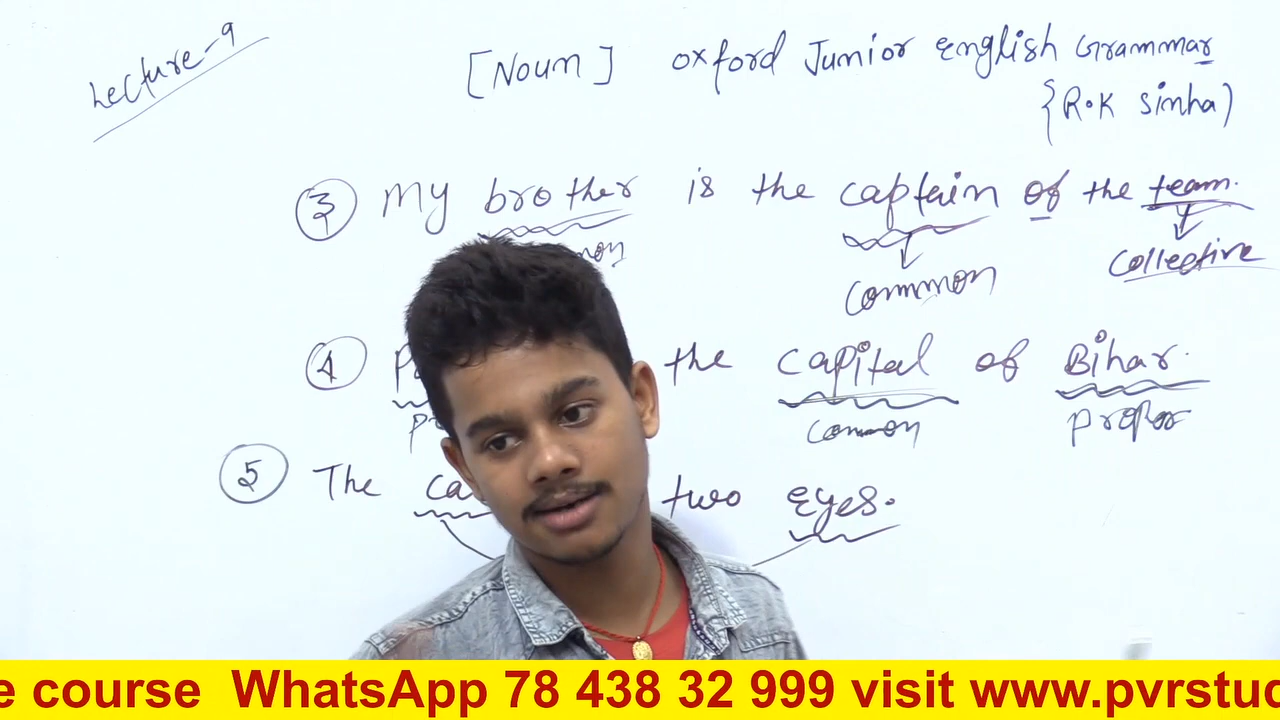 Lecture-9
[Noun] Oxford Junior English Grammar
{R.K Sinha)
③ My brother is the captain of the team.
common collective
④ the capital of Bihar.
common proper
⑤ The two Eyes.
e course WhatsApp 78 438 32 999 visit www.pvrstud